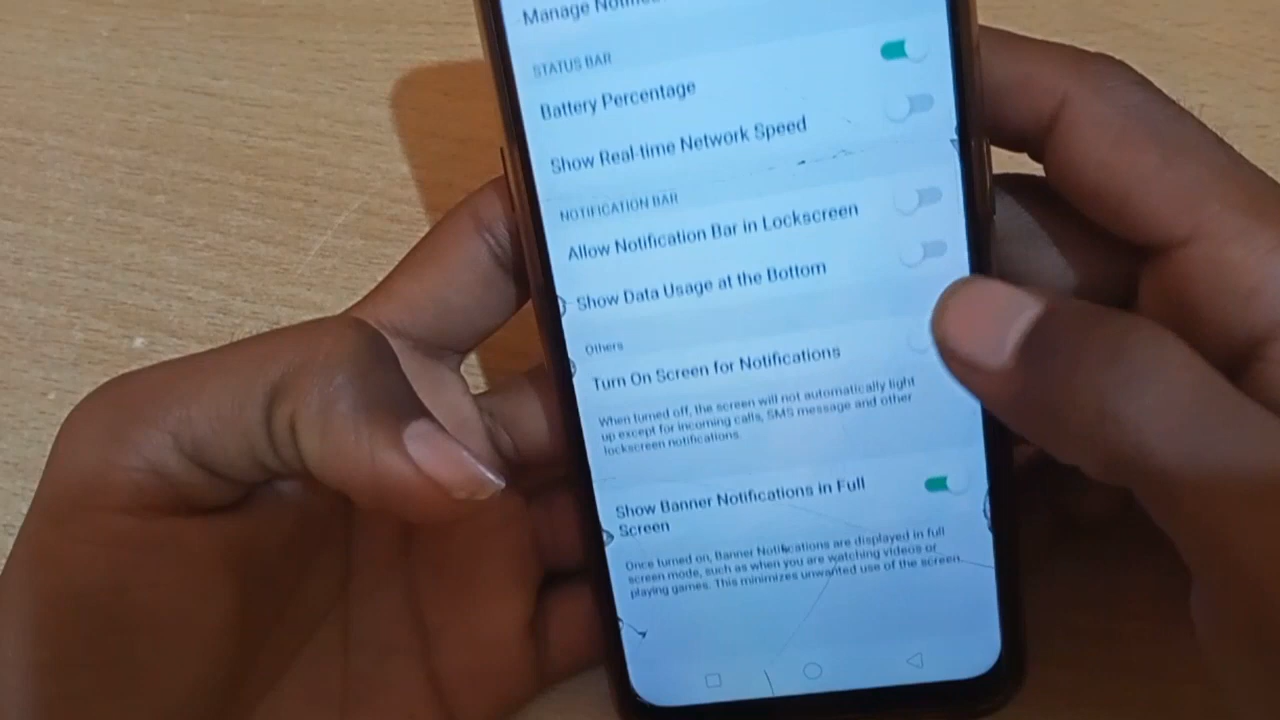 Manage
STATUS BAR
Battery Percentage
Show Real-time Network Speed
NOTIFICATION BAR
Allow Notification Bar in Lockscreen
Show Data Usage at the Bottom
Others
Turn On Screen for Notifications
When turned off, the screen will not automatically light
up except for incoming calls, SMS message and other
lockscreen notifications.
Show Banner Notifications in Full
Screen
Once turned on, Banner Notifications are displayed in full
screen mode, such as when you are watching videos or
playing games. This minimizes unwanted use of the screen.